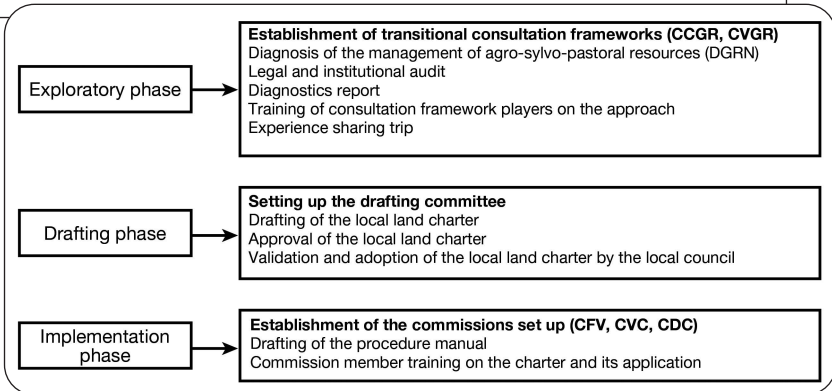 Exploratory phase
Establishment of transitional consultation frameworks (CCGR, CVGR)
Diagnosis of the management of agro-sylvo-pastoral resources (DGRN)
Legal and institutional audit
Diagnostics report
Training of consultation framework players on the approach
Experience sharing trip
Drafting phase
Setting up the drafting committee
Drafting of the local land charter
Approval of the local land charter
Validation and adoption of the local land charter by the local council
Implementation
phase
Establishment of the commissions set up (CFV, CVC, CDC)
Drafting of the procedure manual
Commission member training on the charter and its application